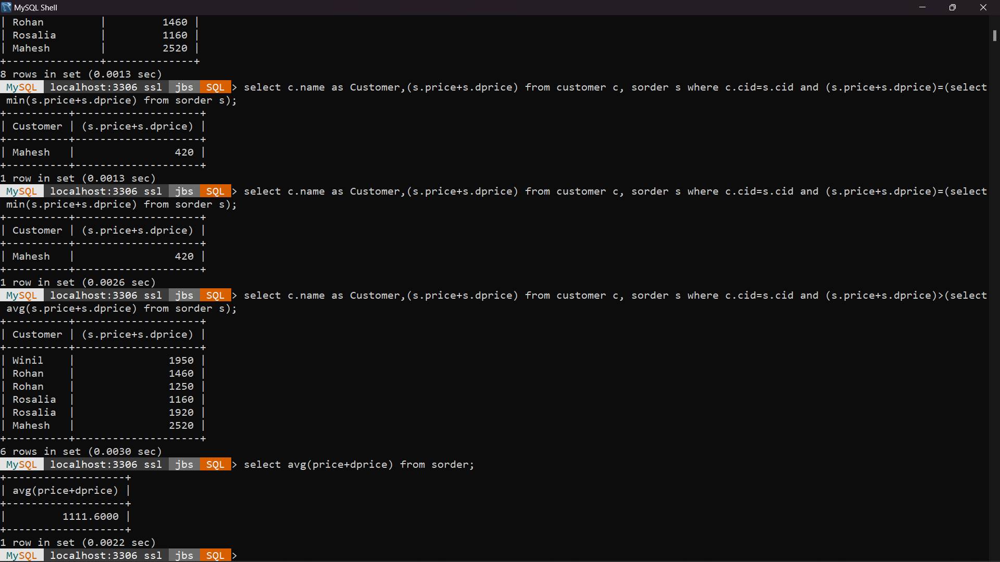 MySQL Shell
| Rohan         |         1460 |
| Rosalia       |         1160 |
| Mahesh        |         2520 |
+---------------+--------------+
8 rows in set (0.0013 sec)
MySQL localhost:3306 ssl jbs SQL > select c.name as Customer,(s.price+s.dprice) from customer c, sorder s where c.cid=s.cid and (s.price+s.dprice)=(select
min(s.price+s.dprice) from sorder s);
+----------+--------------------+
| Customer | (s.price+s.dprice) |
+----------+--------------------+
| Mahesh   |                420 |
+----------+--------------------+
1 row in set (0.0013 sec)
MySQL localhost:3306 ssl jbs SQL > select c.name as Customer,(s.price+s.dprice) from customer c, sorder s where c.cid=s.cid and (s.price+s.dprice)=(select
min(s.price+s.dprice) from sorder s);
+----------+--------------------+
| Customer | (s.price+s.dprice) |
+----------+--------------------+
| Mahesh   |                420 |
+----------+--------------------+
1 row in set (0.0026 sec)
MySQL localhost:3306 ssl jbs SQL > select c.name as Customer,(s.price+s.dprice) from customer c, sorder s where c.cid=s.cid and (s.price+s.dprice)>(select
avg(s.price+s.dprice) from sorder s);
+----------+--------------------+
| Customer | (s.price+s.dprice) |
+----------+--------------------+
| Winil    |               1950 |
| Rohan    |               1460 |
| Rohan    |               1250 |
| Rosalia  |               1160 |
| Rosalia  |               1920 |
| Mahesh   |               2520 |
+----------+--------------------+
6 rows in set (0.0030 sec)
MySQL localhost:3306 ssl jbs SQL > select avg(price+dprice) from sorder;
+-------------------+
| avg(price+dprice) |
+-------------------+
|         1111.6000 |
+-------------------+
1 row in set (0.0022 sec)
MySQL localhost:3306 ssl jbs SQL >